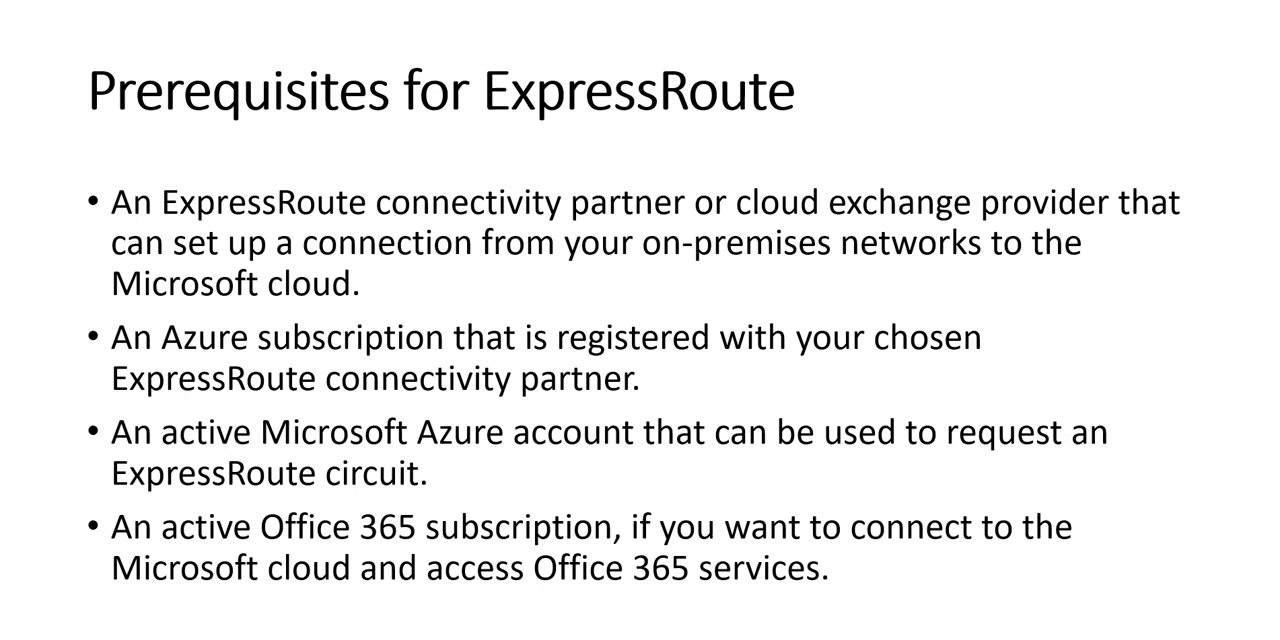 Prerequisites for ExpressRoute
• An ExpressRoute connectivity partner or cloud exchange provider that
can set up a connection from your on-premises networks to the
Microsoft cloud.
• An Azure subscription that is registered with your chosen
ExpressRoute connectivity partner.
• An active Microsoft Azure account that can be used to request an
ExpressRoute circuit.
• An active Office 365 subscription, if you want to connect to the
Microsoft cloud and access Office 365 services.